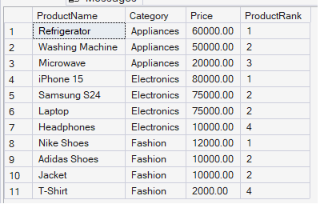 Messages
ProductName Category Price ProductRank
1 Refrigerator Appliances 60000.00 1
2 Washing Machine Appliances 50000.00 2
3 Microwave Appliances 20000.00 3
4 iPhone 15 Electronics 80000.00 1
5 Samsung S24 Electronics 75000.00 2
6 Laptop Electronics 75000.00 2
7 Headphones Electronics 10000.00 4
8 Nike Shoes Fashion 12000.00 1
9 Adidas Shoes Fashion 10000.00 2
10 Jacket Fashion 10000.00 2
11 T-Shirt Fashion 2000.00 4